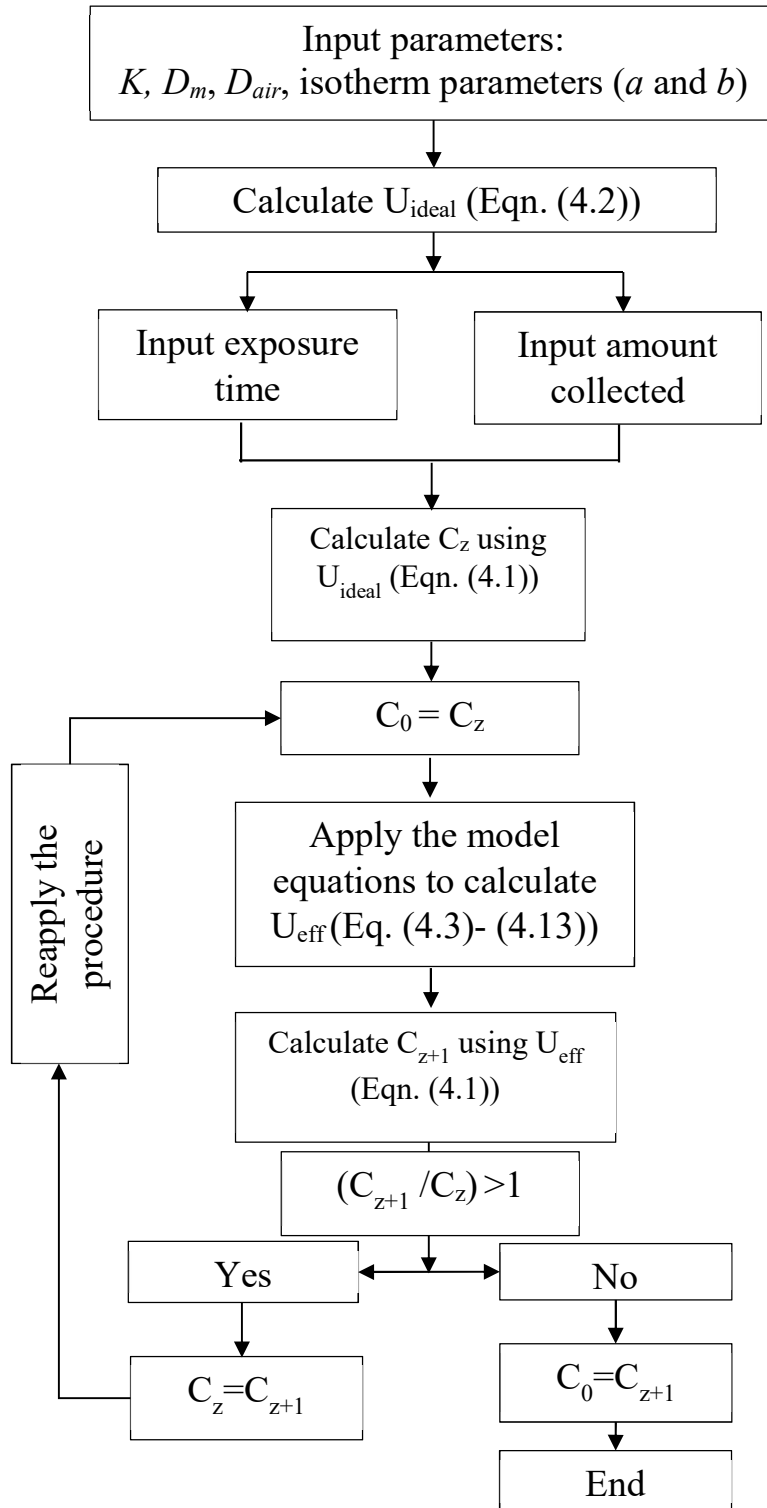 Input parameters:
K, Dm, Dair, isotherm parameters (a and b)
Calculate Uideal (Eqn. (4.2))
Input exposure
time
Input amount
collected
Calculate Cz using
Uideal (Eqn. (4.1))
C0 = Cz
Reapply the
procedure
Apply the model
equations to calculate
Ueff (Eq. (4.3)- (4.13))
Calculate Cz+1 using Ueff
(Eqn. (4.1))
(Cz+1 /Cz) >1
Yes
No
Cz=Cz+1
C0=Cz+1
End